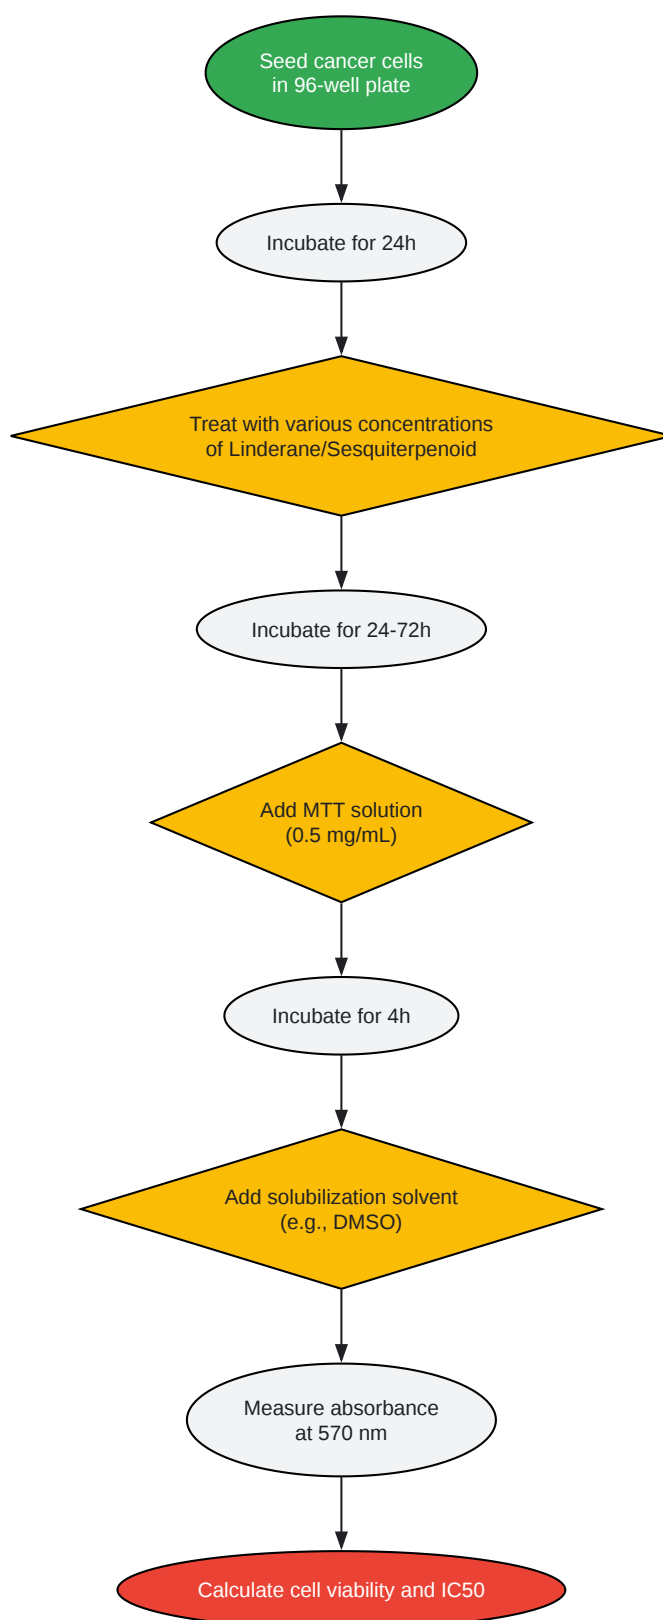 Seed cancer cells
in 96-well plate
Incubate for 24h
Treat with various concentrations
of Linderane/Sesquiterpenoid
Incubate for 24-72h
Add MTT solution
(0.5 mg/mL)
Incubate for 4h
Add solubilization solvent
(e.g., DMSO)
Measure absorbance
at 570 nm
Calculate cell viability and IC50